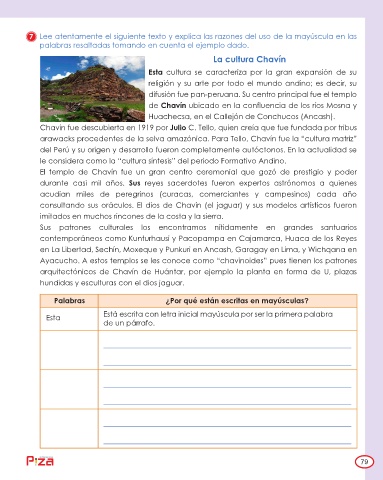 7 Lee atentamente el siguiente texto y explica las razones del uso de la mayúscula en las
palabras resaltadas tomando en cuenta el ejemplo dado.
La cultura Chavín
Esta cultura se caracteriza por la gran expansión de su
religión y su arte por todo el mundo andino; es decir, su
difusión fue pan-peruana. Su centro principal fue el templo
de Chavín ubicado en la confluencia de los ríos Mosna y
Huachecsa, en el Callejón de Conchucos (Ancash).
Chavín fue descubierta en 1919 por Julio C. Tello, quien creía que fue fundada por tribus
arawacks procedentes de la selva amazónica. Para Tello, Chavín fue la "cultura matriz"
del Perú y su origen y desarrollo fueron completamente autóctonos. En la actualidad se
le considera como la "cultura síntesis" del periodo Formativo Andino.
El templo de Chavín fue un gran centro ceremonial que gozó de prestigio y poder
durante casi mil años. Sus reyes sacerdotes fueron expertos astrónomos a quienes
acudían miles de peregrinos (curacas, comerciantes y campesinos) cada año
consultando sus oráculos. El dios de Chavín (el jaguar) y sus modelos artísticos fueron
imitados en muchos rincones de la costa y la sierra.
Sus patrones culturales los encontramos nítidamente en grandes santuarios
contemporáneos como Kunturhuasi y Pacopampa en Cajamarca, Huaca de los Reyes
en La Libertad, Sechín, Moxeque y Punkuri en Ancash, Garagay en Lima, y Wichqana en
Ayacucho. A estos templos se les conoce como "chavinoides" pues tienen los patrones
arquitectónicos de Chavín de Huántar, por ejemplo la planta en forma de U, plazas
hundidas y esculturas con el dios jaguar.
Palabras ¿Por qué están escritas en mayúsculas?
Esta Está escrita con letra inicial mayúscula por ser la primera palabra
de un párrafo.
79